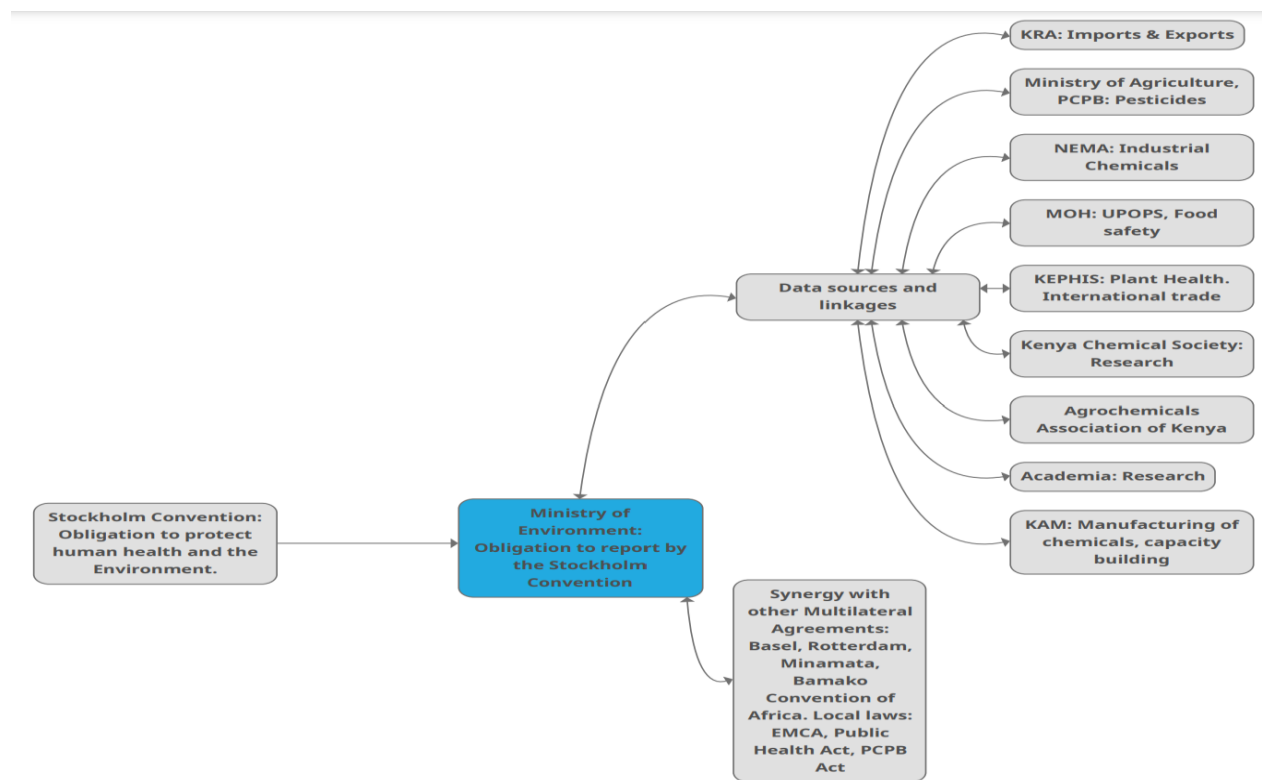 KRA: Imports & Exports
Ministry of Agriculture,
PCPB: Pesticides
NEMA: Industrial
Chemicals
MOH: UPOPS, Food
safety
KEPHIS: Plant Health.
International trade
Data sources and
linkages
Kenya Chemical Society:
Research
Agrochemicals
Association of Kenya
Academia: Research
KAM: Manufacturing of
chemicals, capacity
building
Stockholm Convention:
Obligation to protect
human health and the
Environment.
Ministry of
Environment:
Obligation to report by
the Stockholm
Convention
Synergy with
other Multilateral
Agreements:
Basel, Rotterdam,
Minamata,
Bamako
Convention of
Africa. Local laws:
EMCA, Public
Health Act, PCPB
Act